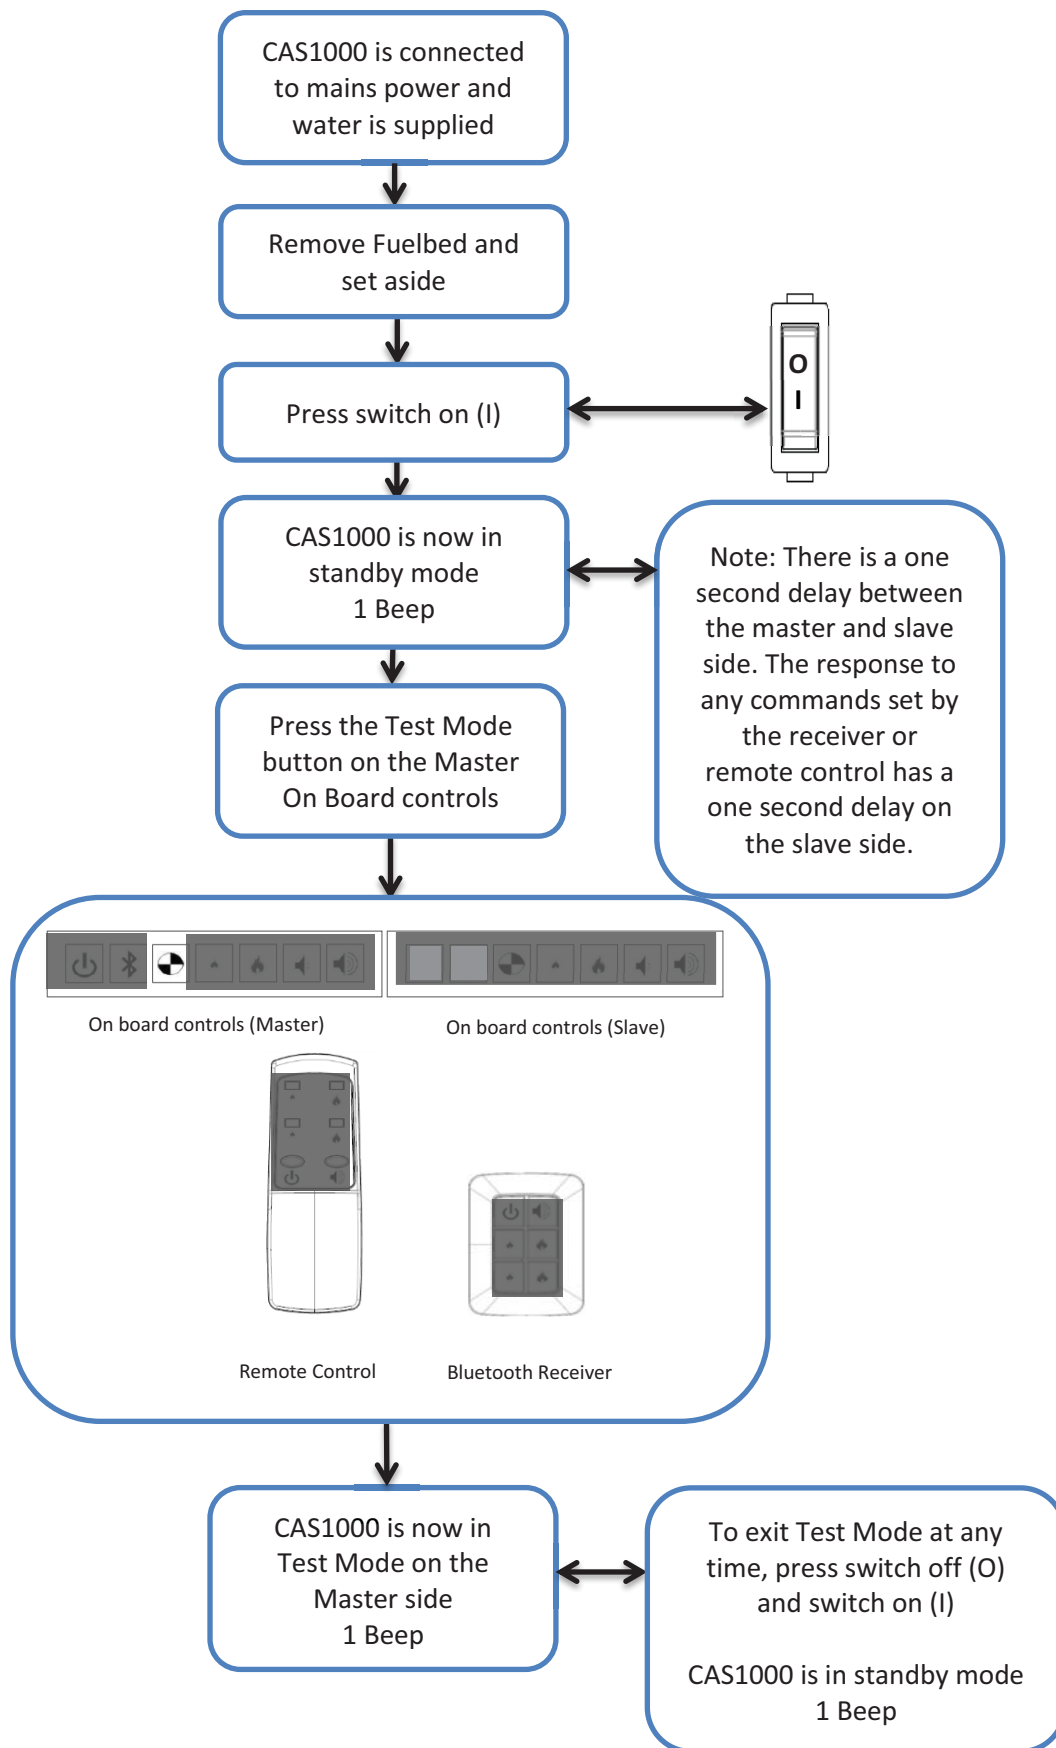 CAS1000 is connected
to mains power and
water is supplied
Remove Fuelbed and
set aside
Press switch on (I)
O
I
CAS1000 is now in
standby mode
1 Beep
Note: There is a one
second delay between
the master and slave
side. The response to
any commands set by
the receiver or
remote control has a
one second delay on
the slave side.
Press the Test Mode
button on the Master
On Board controls
On board controls (Master)
On board controls (Slave)
Remote Control
Bluetooth Receiver
CAS1000 is now in
Test Mode on the
Master side
1 Beep
To exit Test Mode at any
time, press switch off (O)
and switch on (I)
CAS1000 is in standby mode
1 Beep